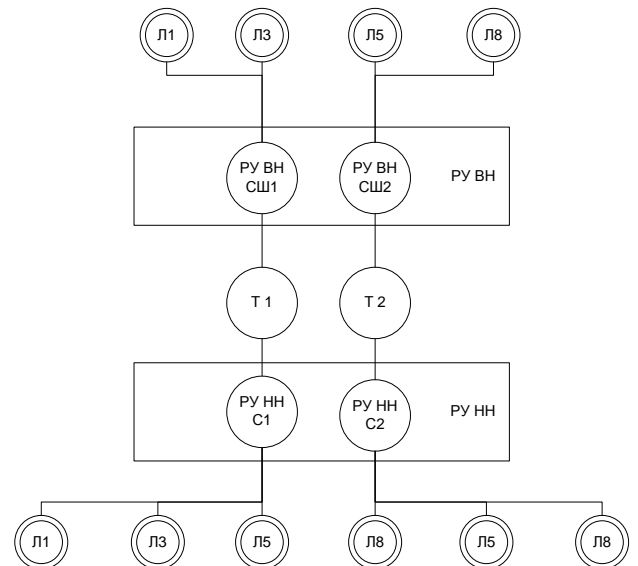 Л1
Л3
Л5
Л8
РУ ВН
СШ1
РУ ВН
СШ2
РУ ВН
Т 1
Т 2
РУ НН
С1
РУ НН
С2
РУ НН
Л1
Л3
Л5
Л8
Л5
Л8